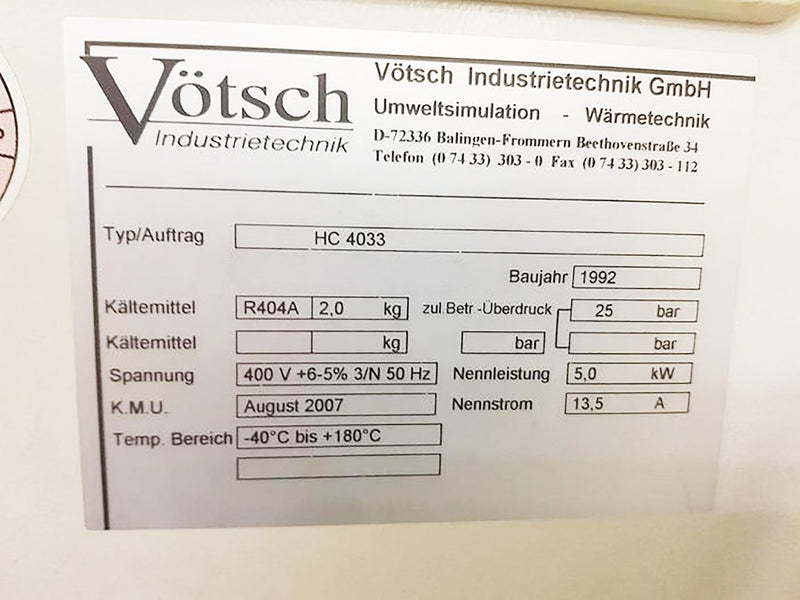 Vötsch
Industrietechnik
Vötsch Industrietechnik GmbH
Umweltsimulation - Wärmetechnik
D-72336 Balingen-Frommern Beethovenstraße 34
Telefon (0 74 33) 303 - 0 Fax (0 74 33) 303 - 112
Typ/Auftrag HC 4033
Baujahr 1992
Kältemittel R404A 2,0 kg zul Betr.-Überdruck 25 bar
Kältemittel kg bar bar
Spannung 400 V +6-5% 3/N 50 Hz Nennleistung 5,0 kW
K.M.U. August 2007 Nennstrom 13,5 A
Temp. Bereich -40°C bis +180°C